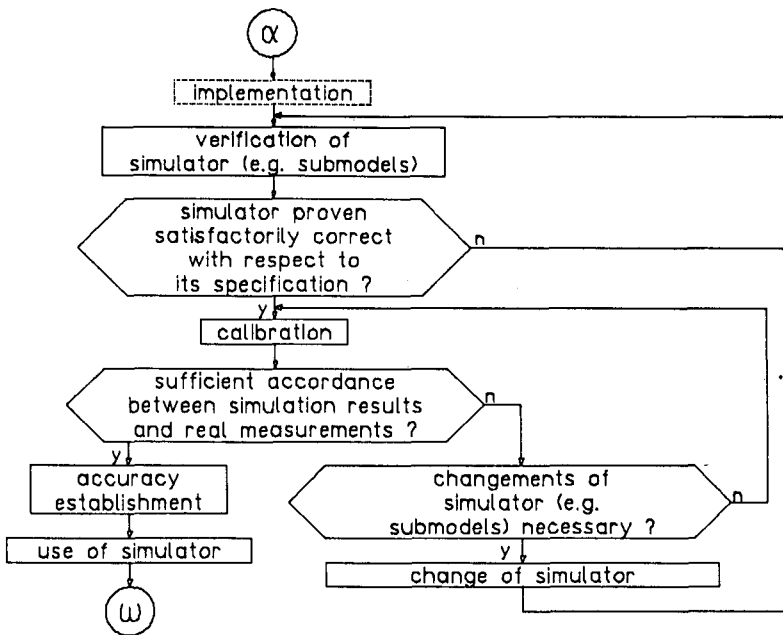 α
implementation
verification of
simulator (e.g. submodels)
simulator proven
satisfactorily correct
with respect to
its specification ?
n
y
calibration
sufficient accordance
between simulation results
and real measurements ?
n
y
accuracy
establishment
changements of
simulator (e.g.
submodels) necessary ?
n
y
use of simulator
change of simulator
ω